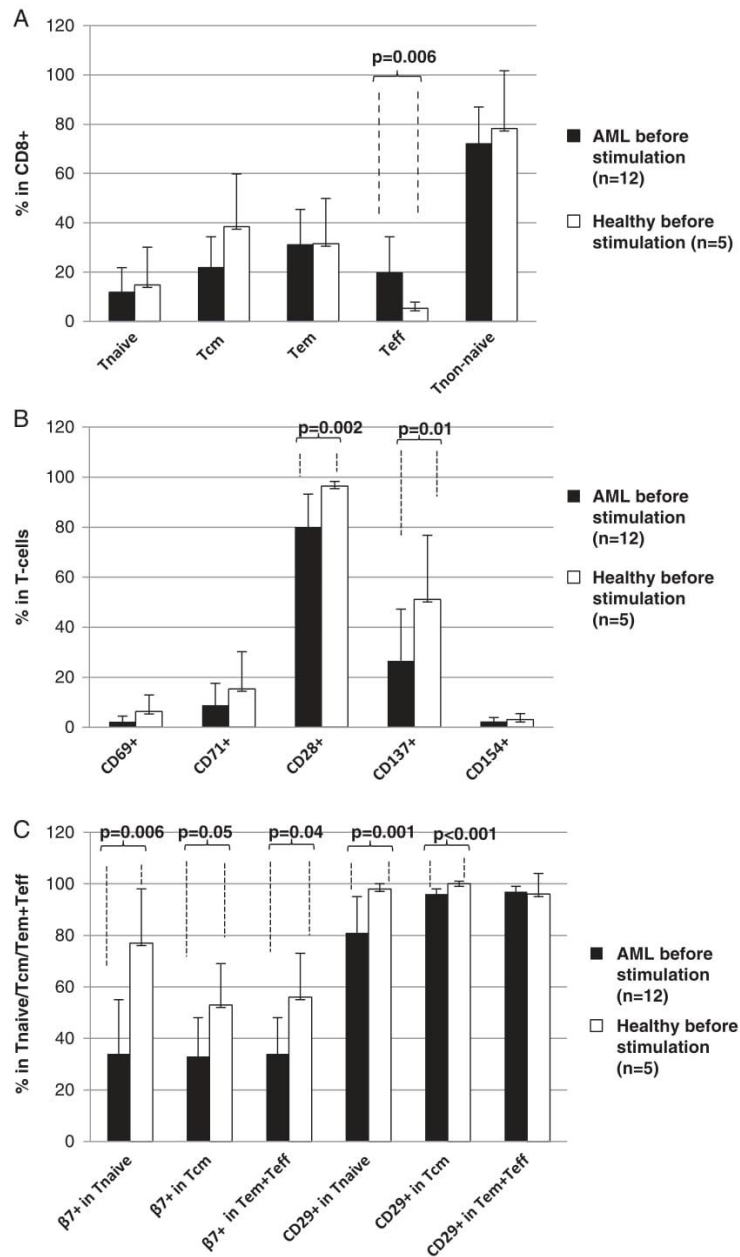 A
120
100
80
60
40
20
0
% in CD8+
p=0.006
Tnaive
Tcm
Tem
Teff
Tnon-naive
AML before
stimulation
(n=12)
Healthy before
stimulation (n=5)
B
120
100
80
60
40
20
0
% in T-cells
p=0.002
p=0.01
CD69+
CD71+
CD28+
CD137+
CD154+
AML before
stimulation
(n=12)
Healthy before
stimulation
(n=5)
C
120
100
80
60
40
20
0
% in Tnaive/Tcm/Tem+Teff
p=0.006
p=0.05
p=0.04
p=0.001
p<0.001
β7+ in Tnaive
β7+ in Tcm
β7+ in Tem+Teff
CD29+ in Tnaive
CD29+ in Tcm
CD29+ in Tem+Teff
AML before
stimulation
(n=12)
Healthy before
stimulation
(n=5)